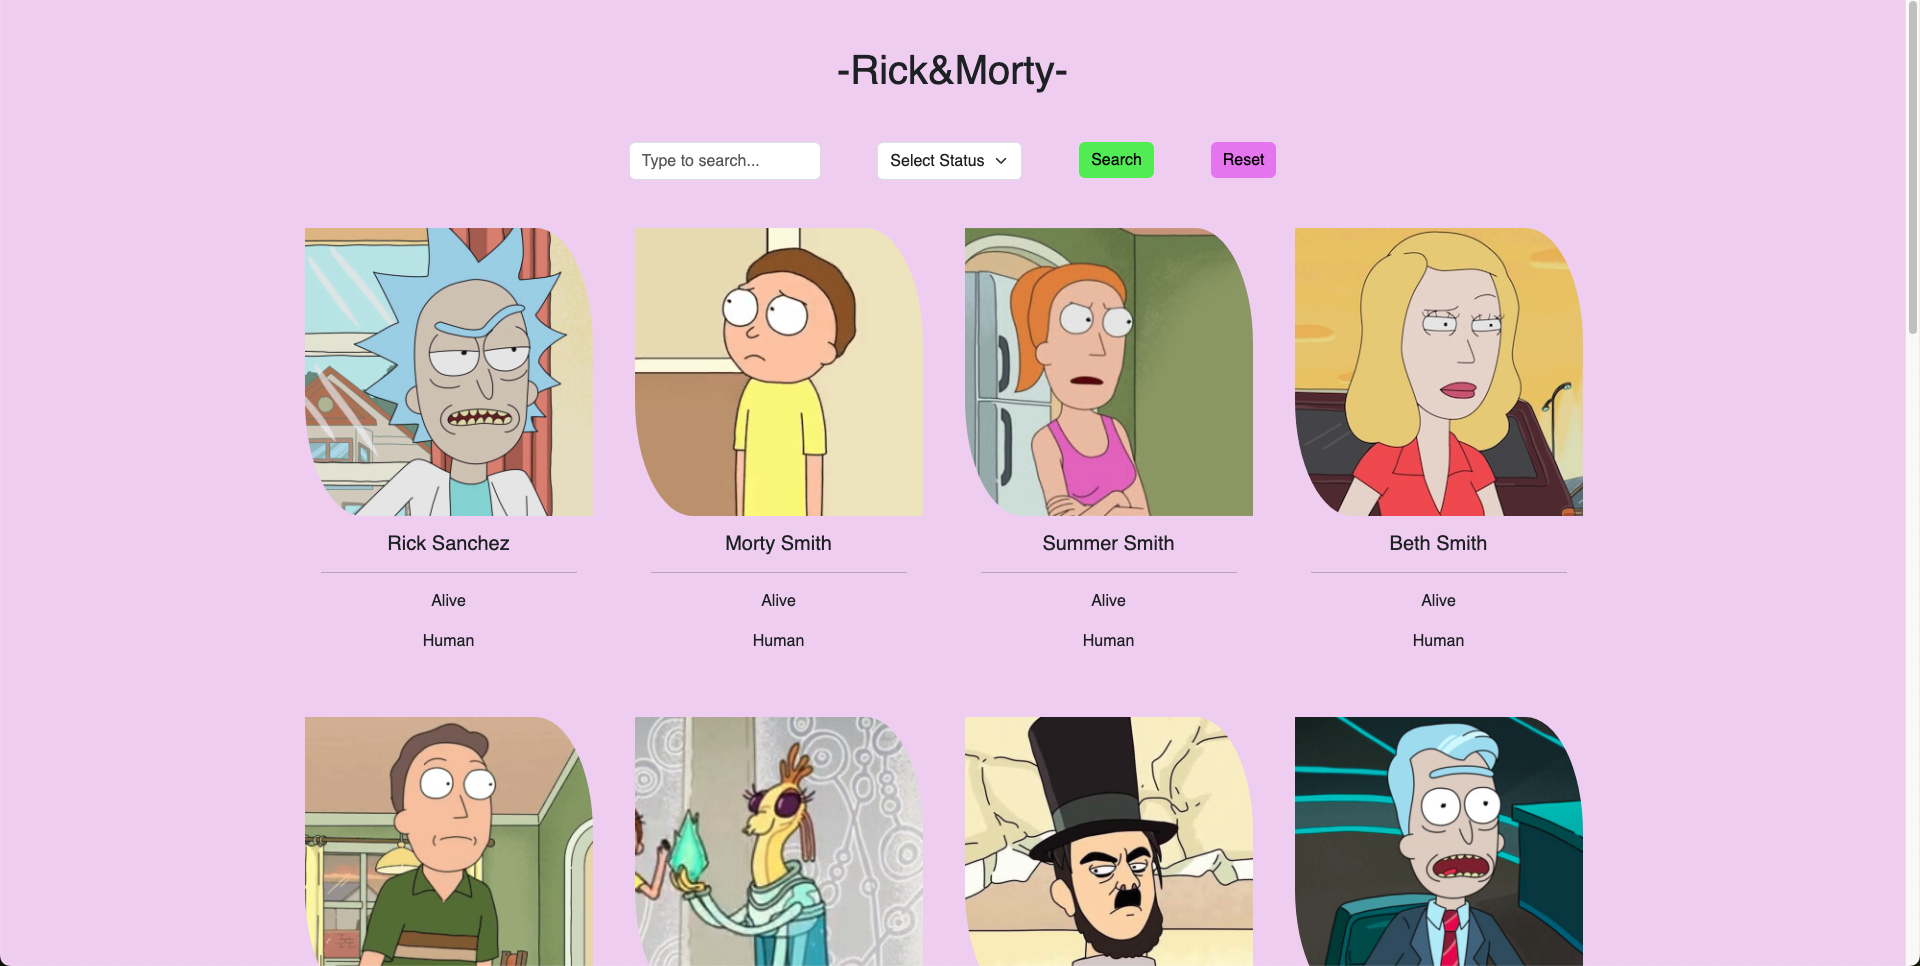 -Rick&Morty-
Type to search... Select Status Search Reset
Rick Sanchez Morty Smith Summer Smith Beth Smith
Alive Alive Alive Alive
Human Human Human Human